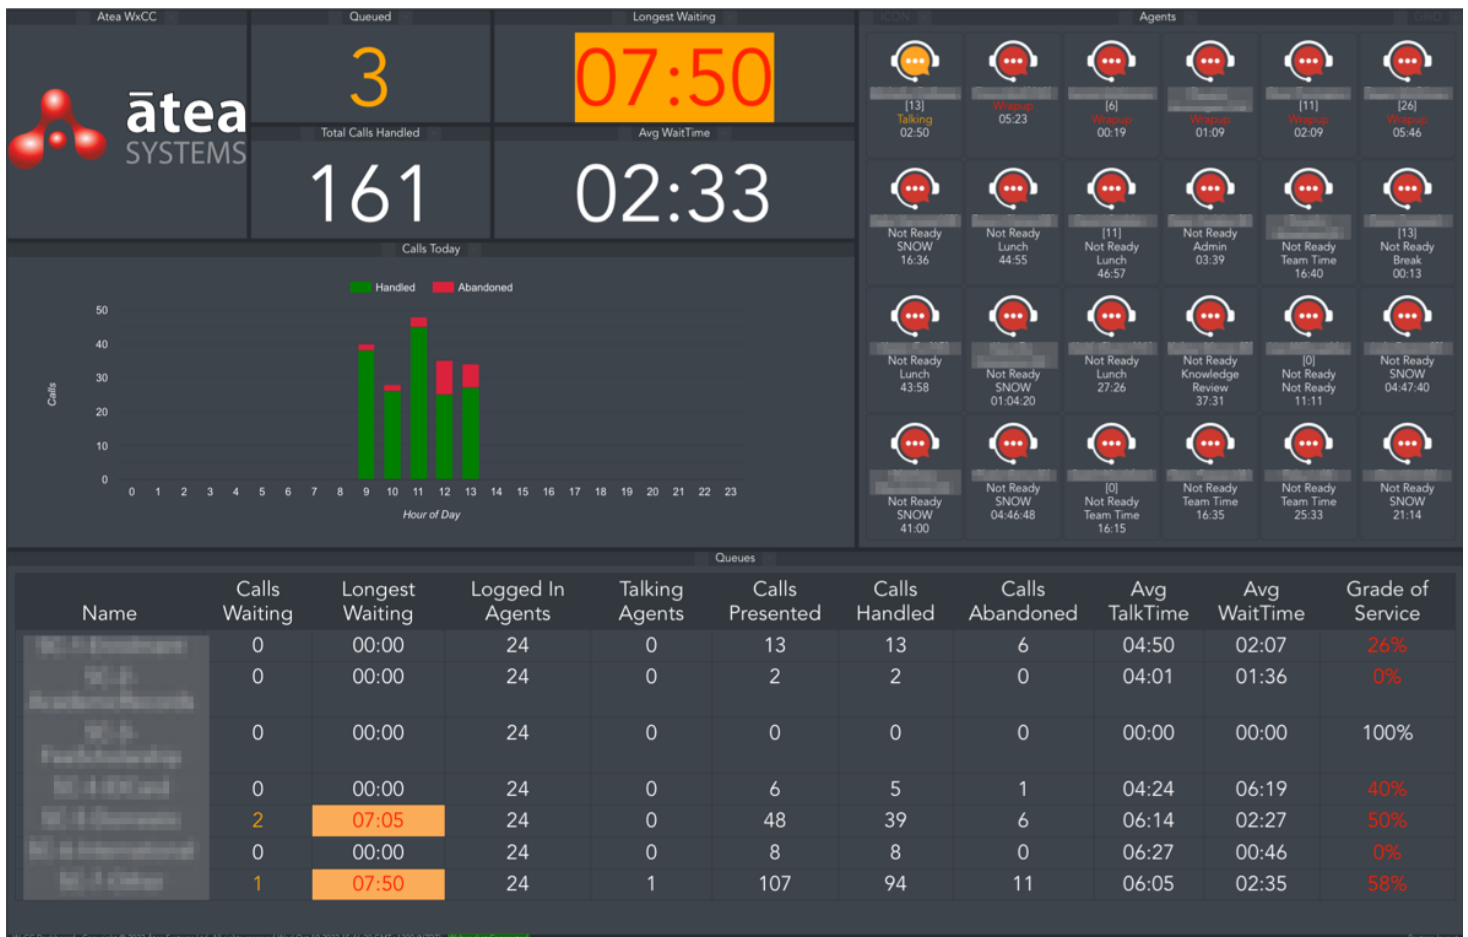 Atea WxCC
Queued
Longest Waiting
3
07:50
ātea
SYSTEMS
Total Calls Handled
Avg WaitTime
161
02:33
Calls Today
Handled
Abandoned
50
40
30
20
10
0
Calls
0 1 2 3 4 5 6 7 8 9 10 11 12 13 14 15 16 17 18 19 20 21 22 23
Hour of Day
ICON
Agents
GRID
[13]
Talking
02:50
Wrapup
05:23
[6]
Wrapup
00:19
Wrapup
01:09
[11]
Wrapup
02:09
[26]
Wrapup
05:46
Not Ready
SNOW
16:36
Not Ready
Lunch
44:55
[11]
Not Ready
Lunch
46:57
Not Ready
Admin
03:39
Not Ready
Team Time
16:40
[13]
Not Ready
Break
00:13
Not Ready
Lunch
43:58
Not Ready
SNOW
01:04:20
Not Ready
Lunch
27:26
Not Ready
Knowledge
Review
37:31
[0]
Not Ready
Not Ready
11:11
Not Ready
SNOW
04:47:40
Not Ready
SNOW
41:00
Not Ready
SNOW
04:46:48
[0]
Not Ready
Team Time
16:15
Not Ready
Team Time
16:35
Not Ready
Team Time
25:33
Not Ready
SNOW
21:14
Queues
Name
Calls Waiting
Longest Waiting
Logged In Agents
Talking Agents
Calls Presented
Calls Handled
Calls Abandoned
Avg TalkTime
Avg WaitTime
Grade of Service
0 00:00 24 0 13 13 6 04:50 02:07 26%
0 00:00 24 0 2 2 0 04:01 01:36 0%
0 00:00 24 0 0 0 0 00:00 00:00 100%
0 00:00 24 0 6 5 1 04:24 06:19 40%
2 07:05 24 0 48 39 6 06:14 02:27 50%
0 00:00 24 0 8 8 0 06:27 00:46 0%
1 07:50 24 1 107 94 11 06:05 02:35 58%